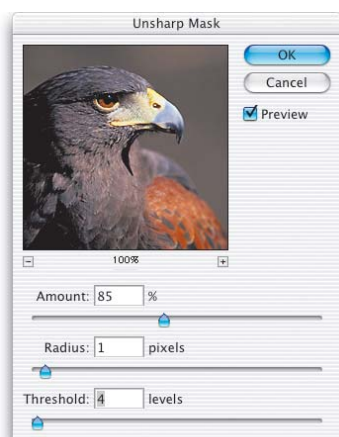 Unsharp Mask
OK
Cancel
Preview
100%
Amount: 85 %
Radius: 1 pixels
Threshold: 4 levels